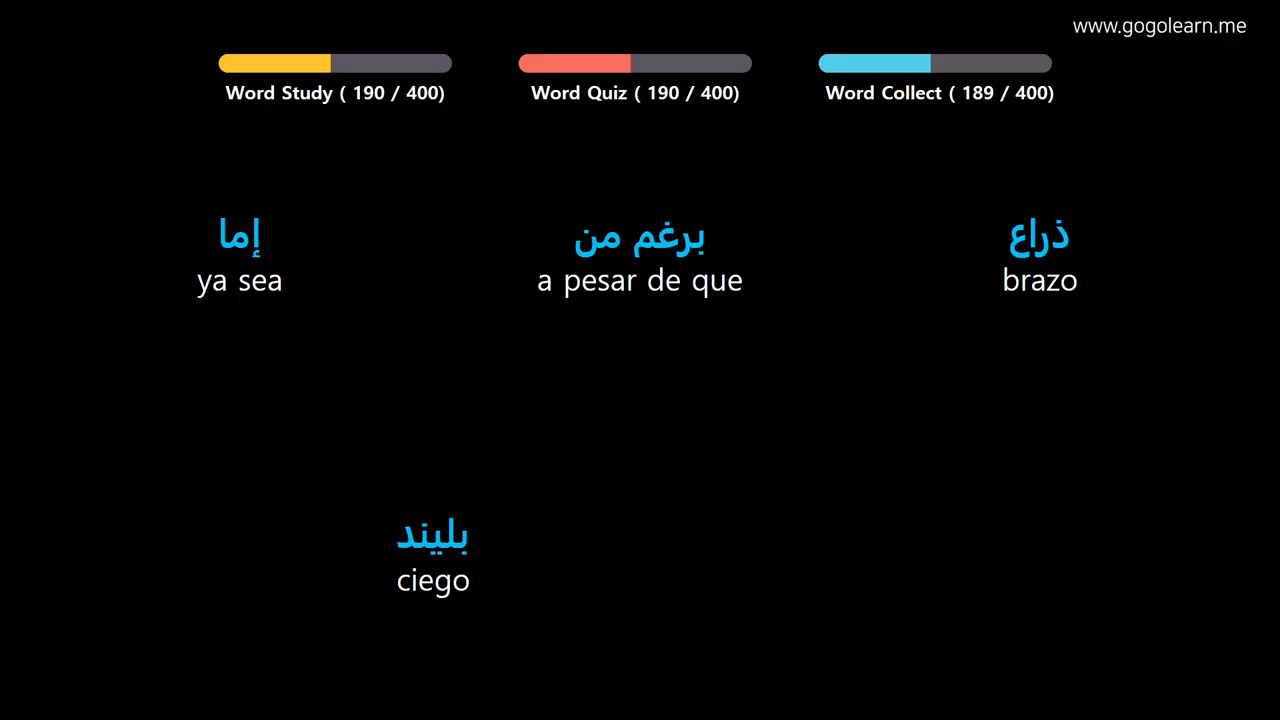 www.gogolearn.me
Word Study ( 190 / 400)
Word Quiz ( 190 / 400)
Word Collect ( 189 / 400)
إما
ya sea
برغم من
a pesar de que
ذراع
brazo
بليند
ciego